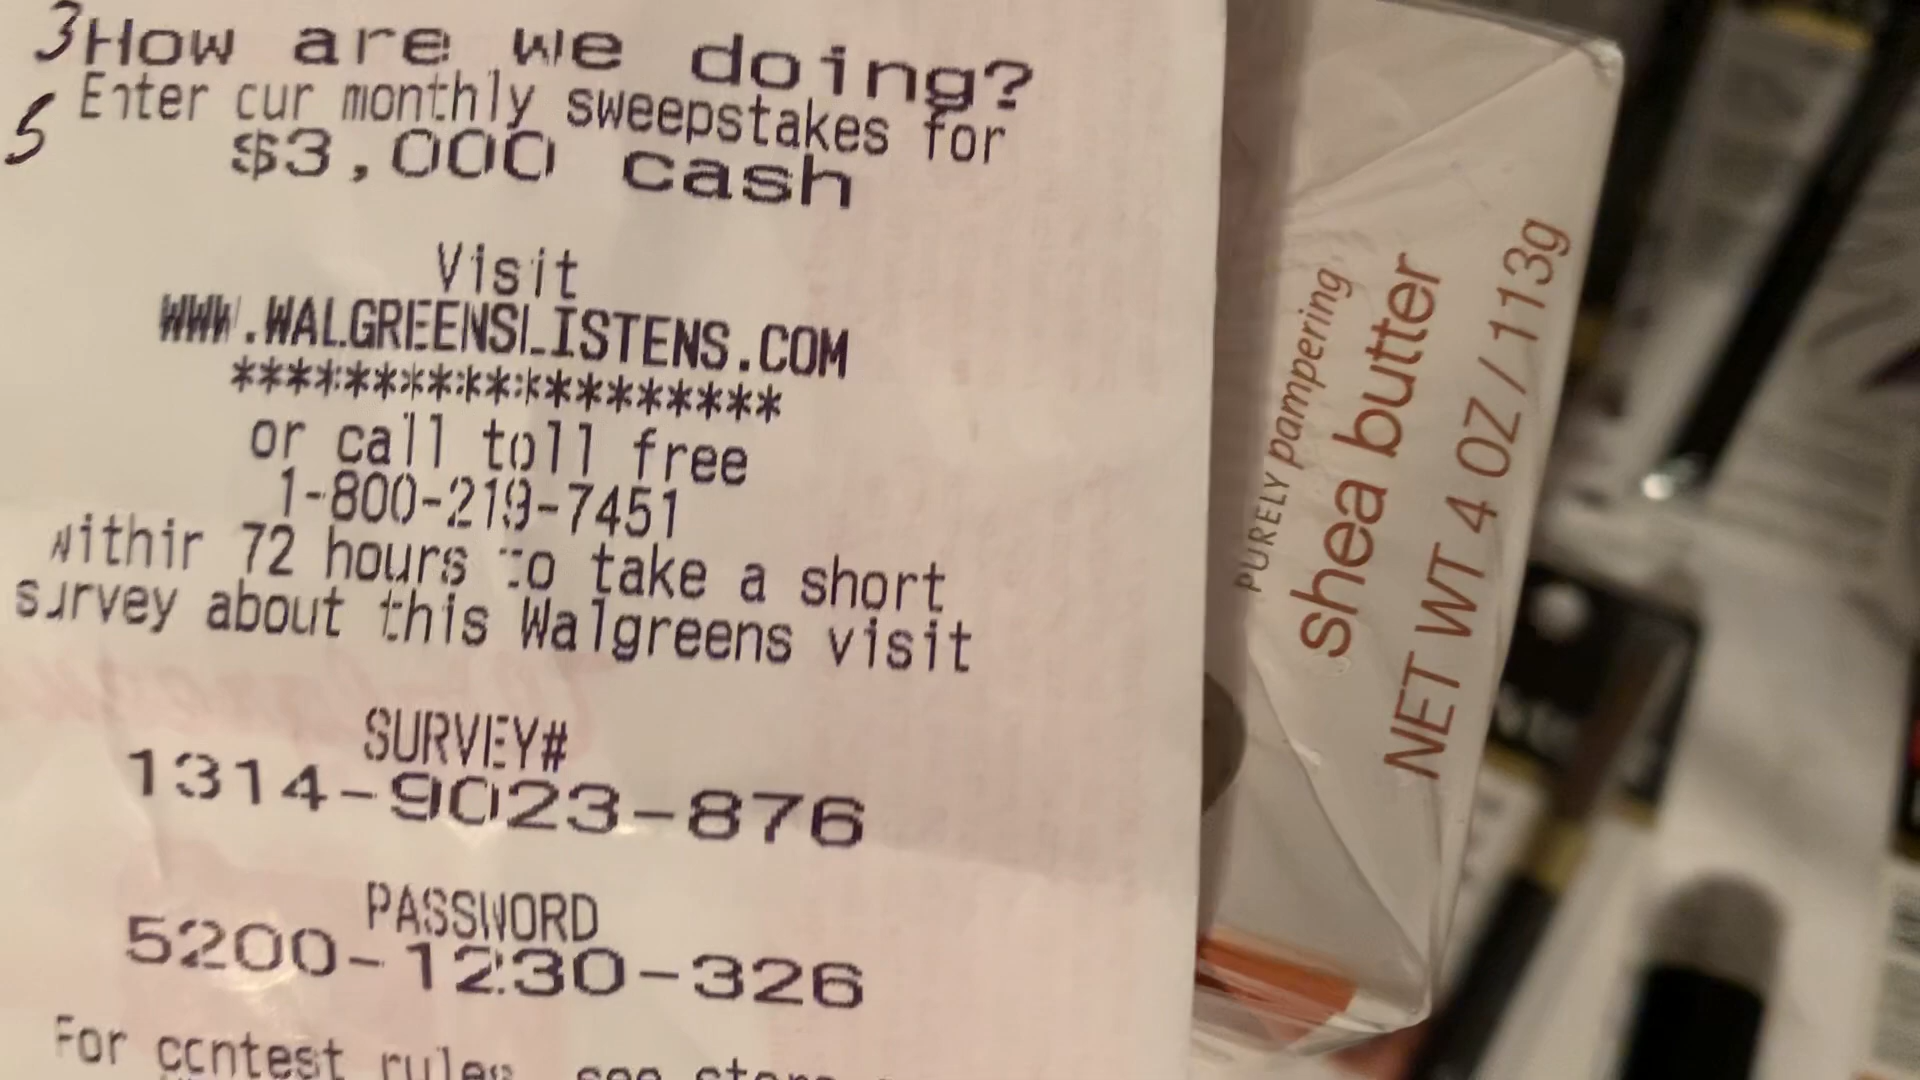 3
How are we doing?
Enter our monthly sweepstakes for
5
$3,000 cash
Visit
WWW.WALGREENSLISTENS.COM
********************
or call toll free
1-800-219-7451
within 72 hours to take a short
survey about this Walgreens visit
SURVEY#
1314-9023-876
PASSWORD
5200-1230-326
For contest rules, see store
PURELY pampering
shea butter
NET WT 4 OZ / 113g